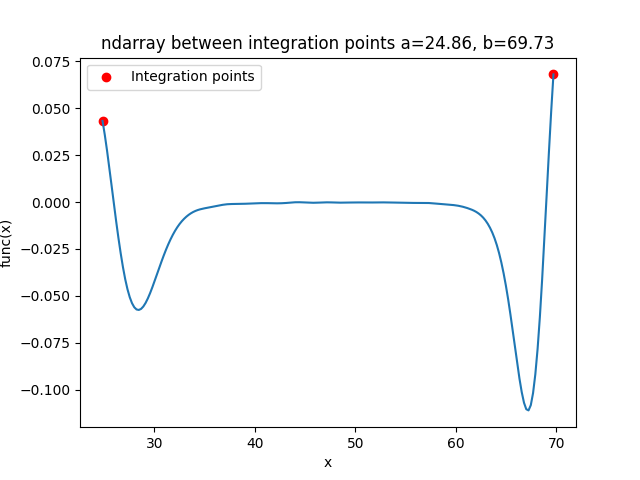 ndarray between integration points a=24.86, b=69.73
Integration points
0.075
0.050
0.025
0.000
−0.025
−0.050
−0.075
−0.100
func(x)
30 40 50 60 70
x